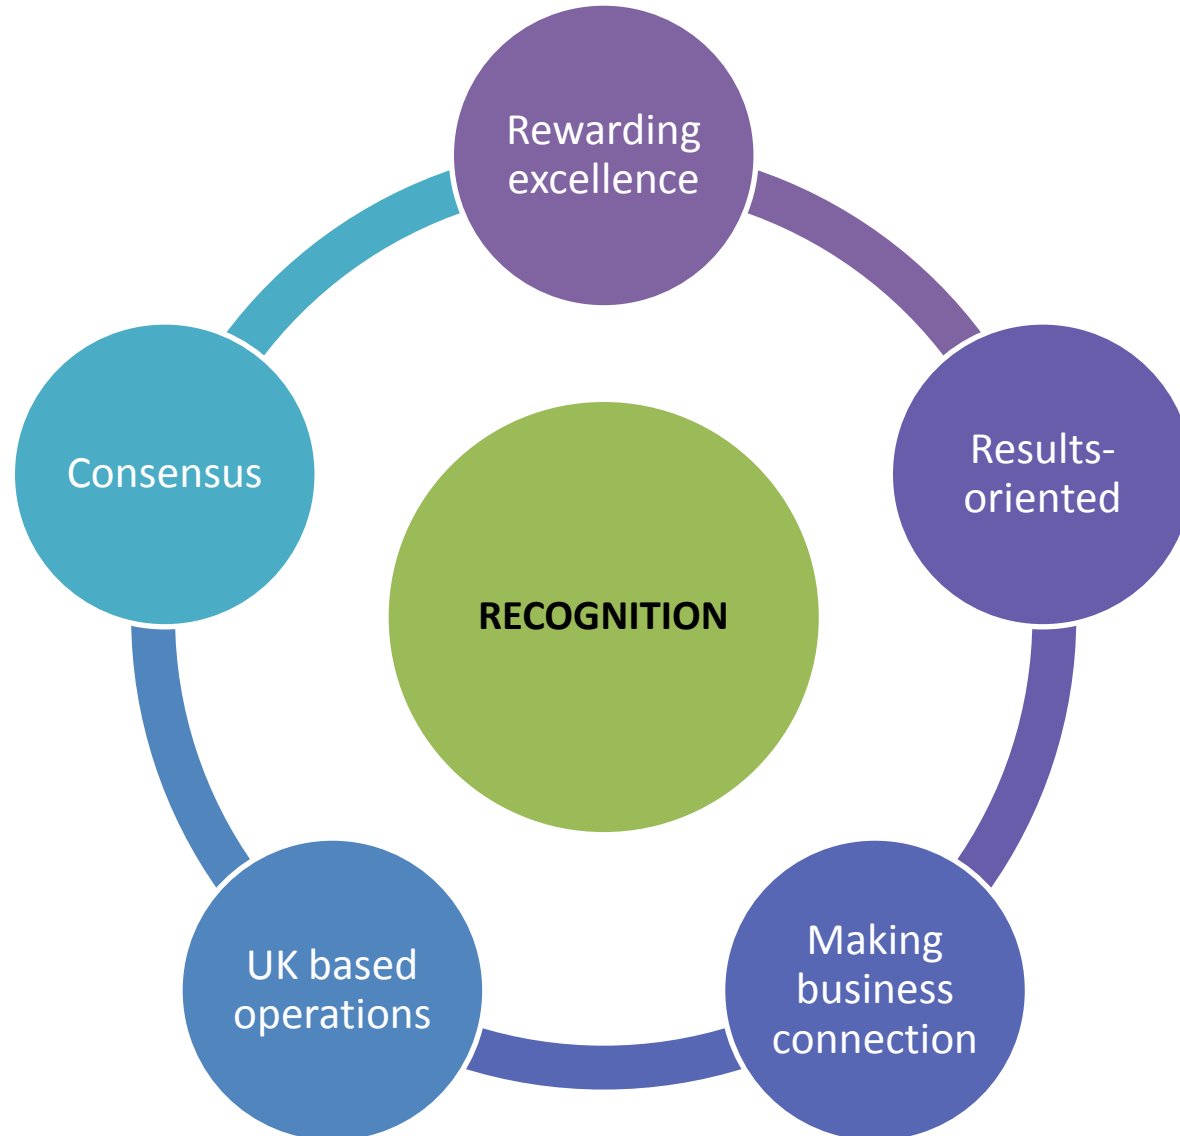 Rewarding
excellence
Results-
oriented
Making
business
connection
UK based
operations
Consensus
RECOGNITION